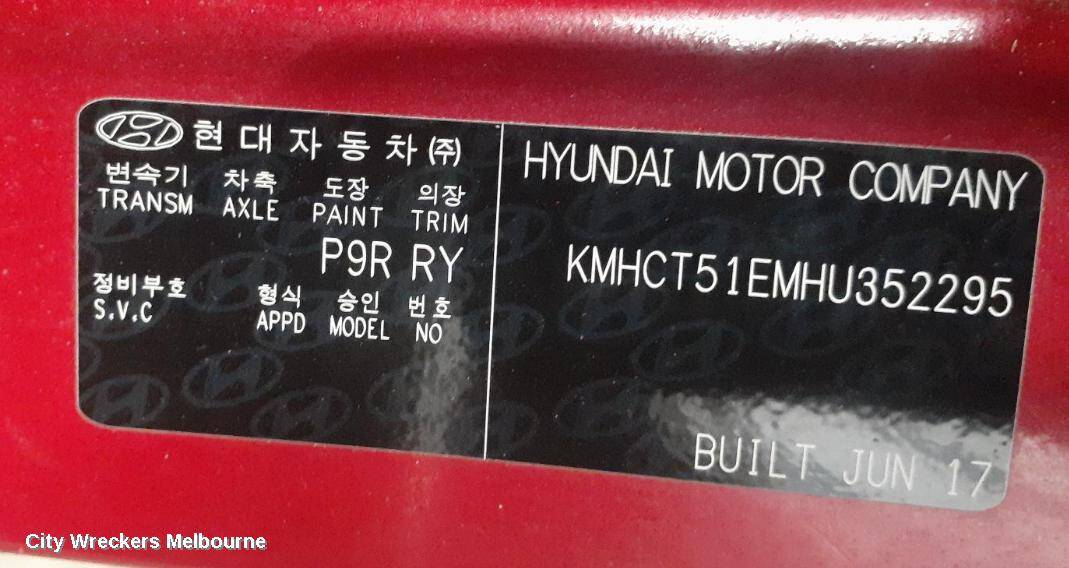 현대자동차㈜
변속기 차축 도장 의장
TRANSM AXLE PAINT TRIM
P9R RY
정비부호 형식 승인 번호
S.V.C APPD MODEL NO
HYUNDAI MOTOR COMPANY
KMHCT51EMHU352295
BUILT JUN 17
City Wreckers Melbourne